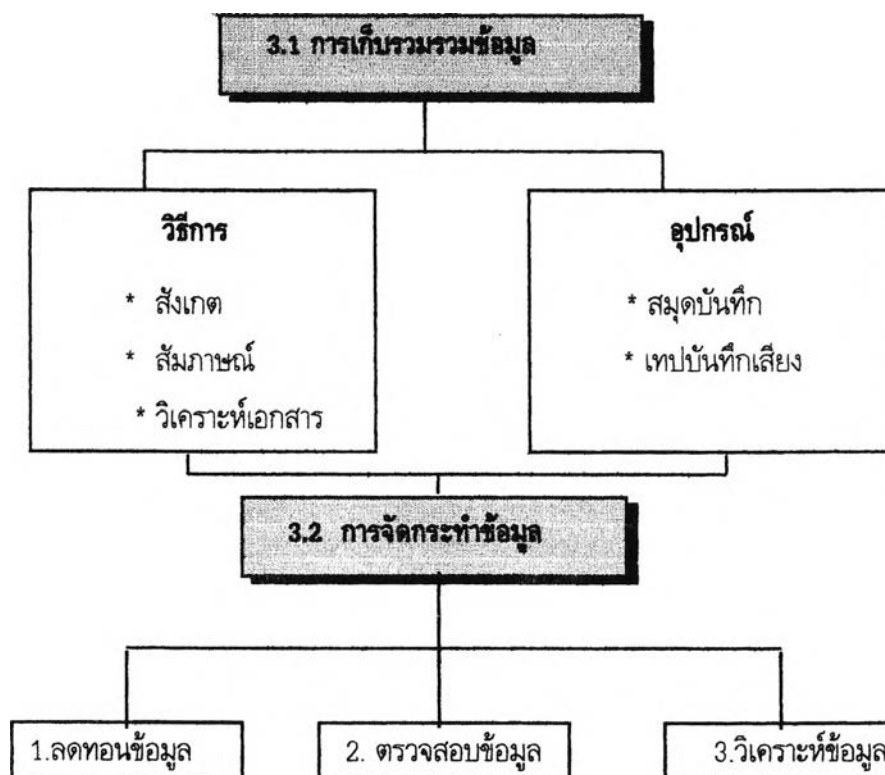 3.1 การเก็บรวมรวมข้อมูล
วิธีการ
* สังเกต
* สัมภาษณ์
* วิเคราะห์เอกสาร
อุปกรณ์
* สมุดบันทึก
* เทปบันทึกเสียง
3.2 การจัดกระทำข้อมูล
1.ลดทอนข้อมูล
2. ตรวจสอบข้อมูล
3.วิเคราะห์ข้อมูล